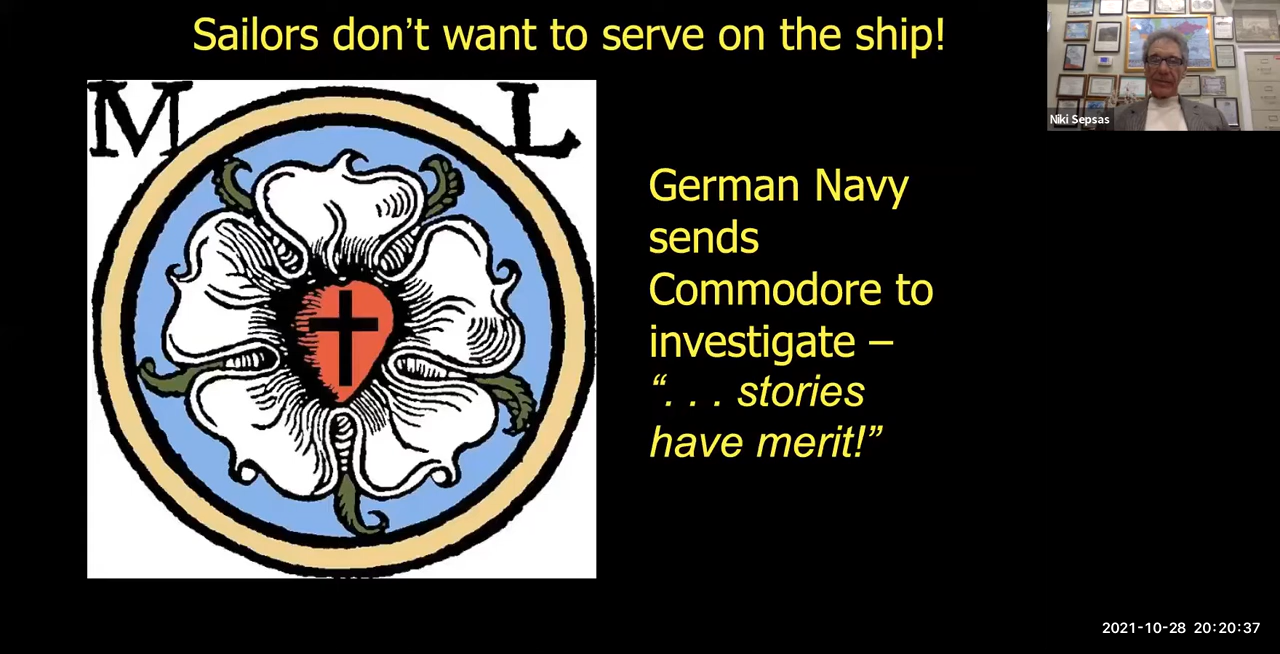 Sailors don’t want to serve on the ship!
M L
Niki Sepsas
German Navy
sends
Commodore to
investigate –
“. . . stories
have merit!”
2021-10-28 20:20:37